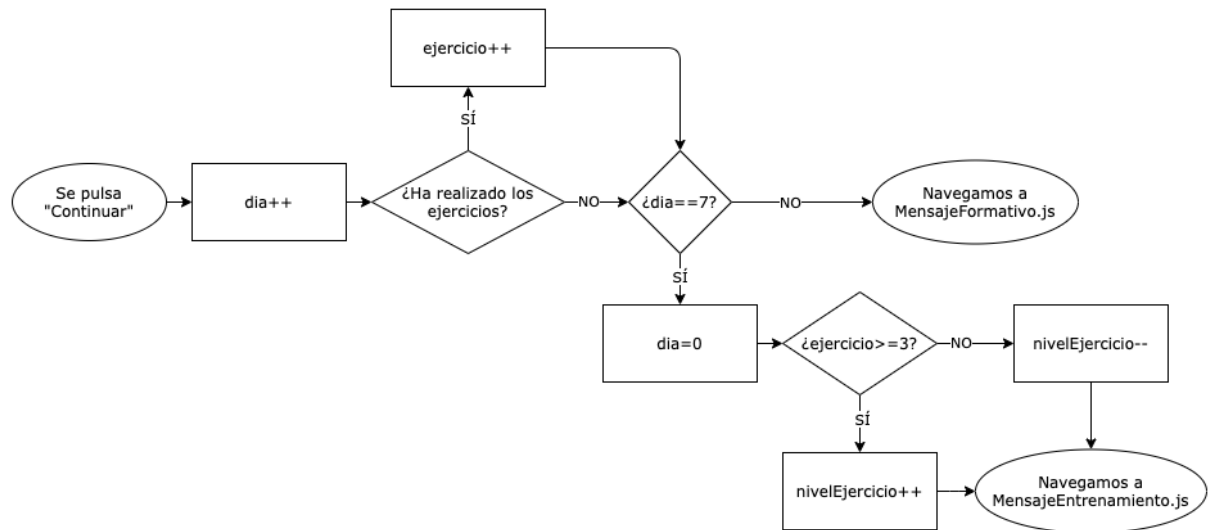 ejercicio++
SÍ
Se pulsa
"Continuar"
dia++
¿Ha realizado los
ejercicios?
NO
¿dia==7?
NO
Navegamos a
MensajeFormativo.js
SÍ
dia=0
¿ejercicio>=3?
NO
nivelEjercicio--
SÍ
nivelEjercicio++
Navegamos a
MensajeEntrenamiento.js